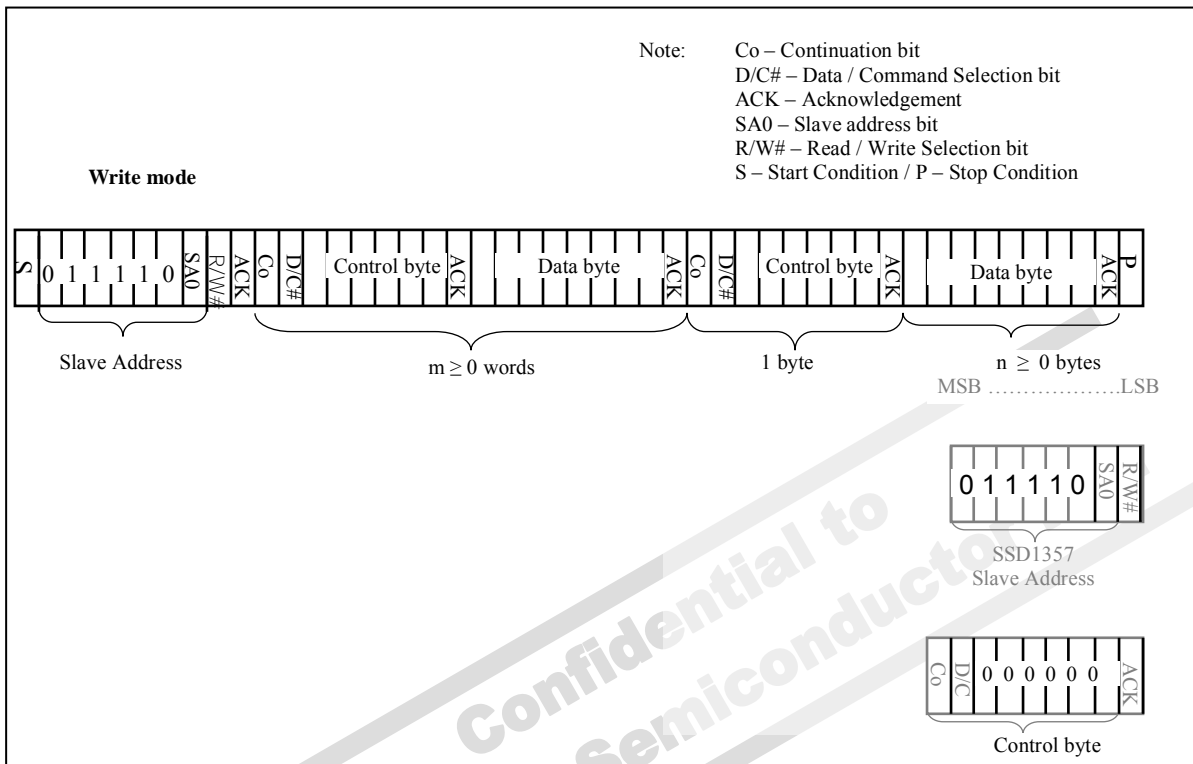 Note: Co – Continuation bit
D/C# – Data / Command Selection bit
ACK – Acknowledgement
SA0 – Slave address bit
R/W# – Read / Write Selection bit
S – Start Condition / P – Stop Condition
Write mode
S 0 1 1 1 1 0 SA0 R/W# ACK Co D/C# Control byte ACK Data byte ACK Co D/C# Control byte ACK Data byte ACK P
Slave Address m ≥ 0 words 1 byte n ≥ 0 bytes
MSB ……………….LSB
0 1 1 1 1 0 SA0 R/W#
SSD1357
Slave Address
Co D/C 0 0 0 0 0 0 ACK
Control byte
Confidential to
Semiconductor